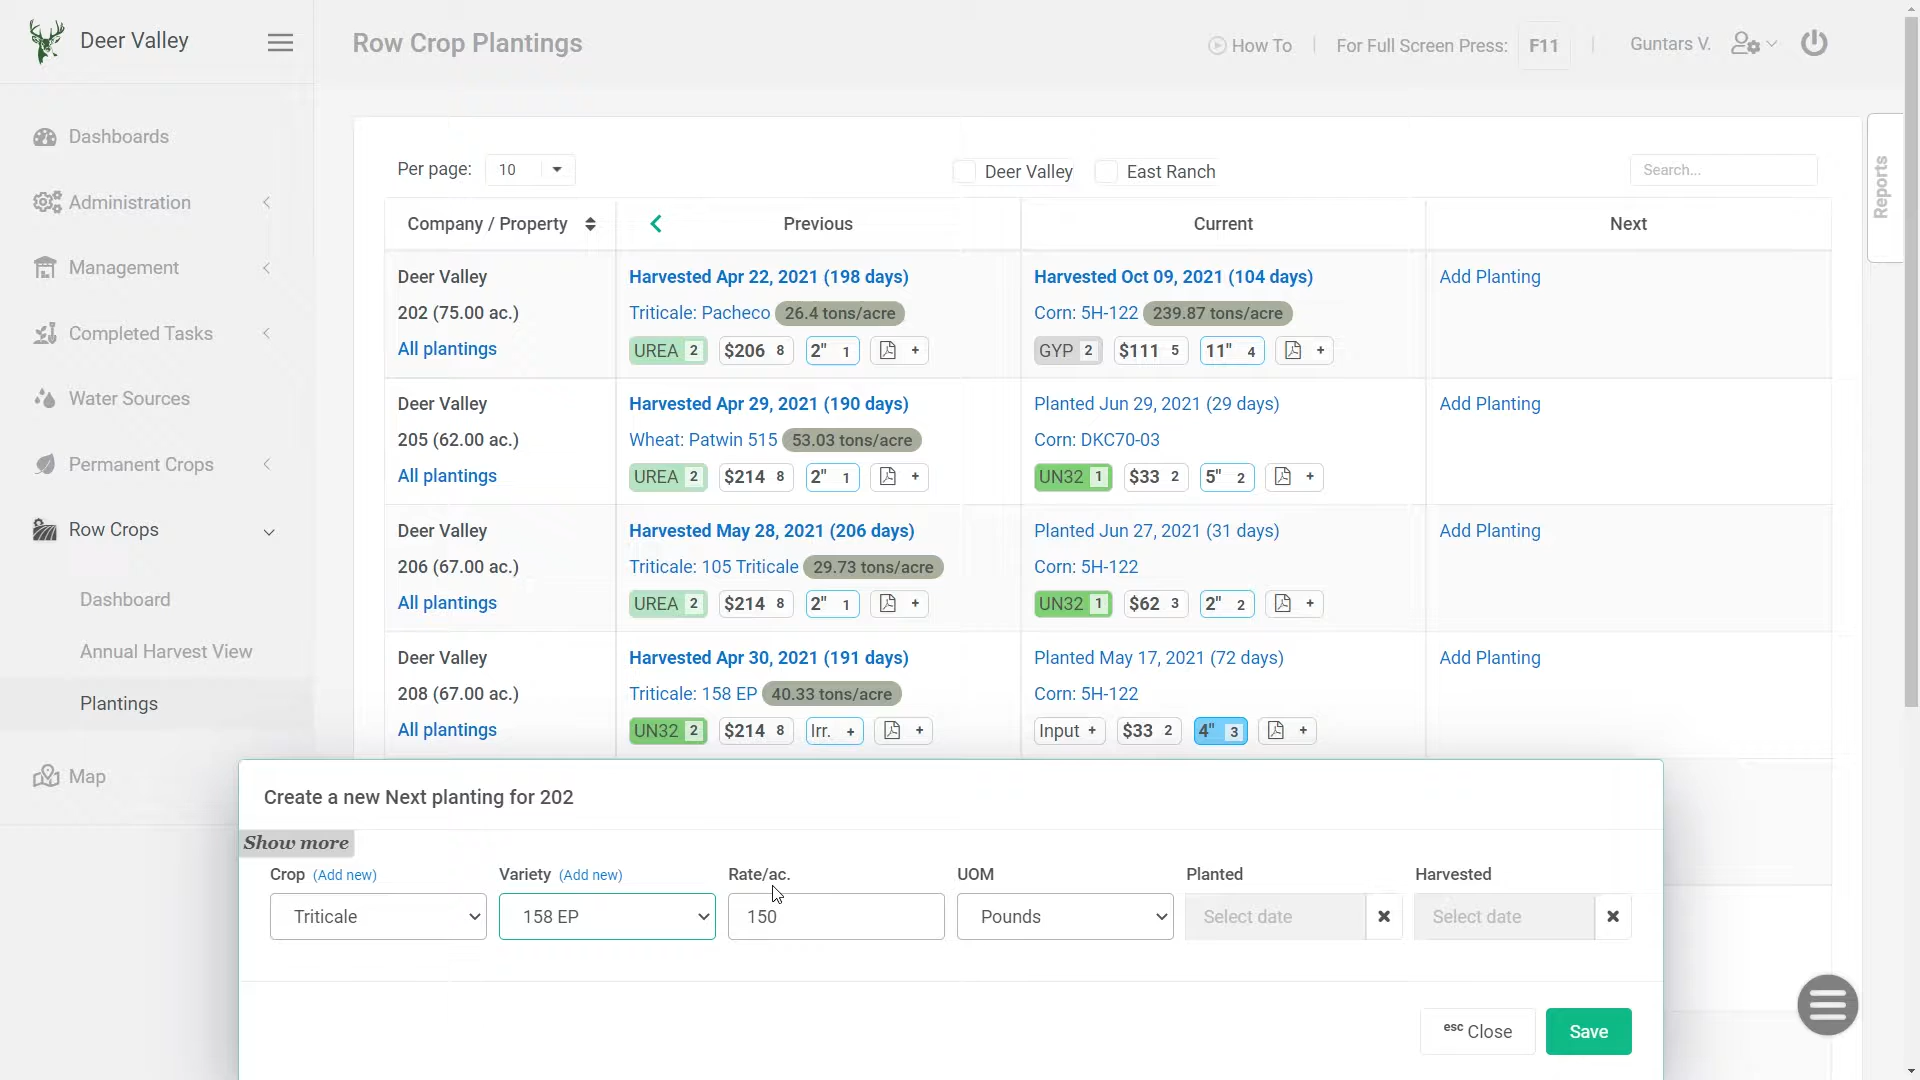 Deer Valley
Row Crop Plantings
How To
For Full Screen Press: F11
Guntars V.
Dashboards
Administration
Management
Completed Tasks
Water Sources
Permanent Crops
Row Crops
Dashboard
Annual Harvest View
Plantings
Map
Reports
Per page: 10
Deer Valley
East Ranch
Search...
Company / Property
Previous
Current
Next
Deer Valley
202 (75.00 ac.)
All plantings
Harvested Apr 22, 2021 (198 days)
Triticale: Pacheco 26.4 tons/acre
UREA 2 $206 8 2" 1 +
Harvested Oct 09, 2021 (104 days)
Corn: 5H-122 239.87 tons/acre
GYP 2 $111 5 11" 4 +
Add Planting
Deer Valley
205 (62.00 ac.)
All plantings
Harvested Apr 29, 2021 (190 days)
Wheat: Patwin 515 53.03 tons/acre
UREA 2 $214 8 2" 1 +
Planted Jun 29, 2021 (29 days)
Corn: DKC70-03
UN32 1 $33 2 5" 2 +
Add Planting
Deer Valley
206 (67.00 ac.)
All plantings
Harvested May 28, 2021 (206 days)
Triticale: 105 Triticale 29.73 tons/acre
UREA 2 $214 8 2" 1 +
Planted Jun 27, 2021 (31 days)
Corn: 5H-122
UN32 1 $62 3 2" 2 +
Add Planting
Deer Valley
208 (67.00 ac.)
All plantings
Harvested Apr 30, 2021 (191 days)
Triticale: 158 EP 40.33 tons/acre
UN32 2 $214 8 Irr. + +
Planted May 17, 2021 (72 days)
Corn: 5H-122
Input + $33 2 4" 3 +
Add Planting
Create a new Next planting for 202
Show more
Crop (Add new)
Triticale
Variety (Add new)
158 EP
Rate/ac.
150
UOM
Pounds
Planted
Select date
Harvested
Select date
esc Close
Save